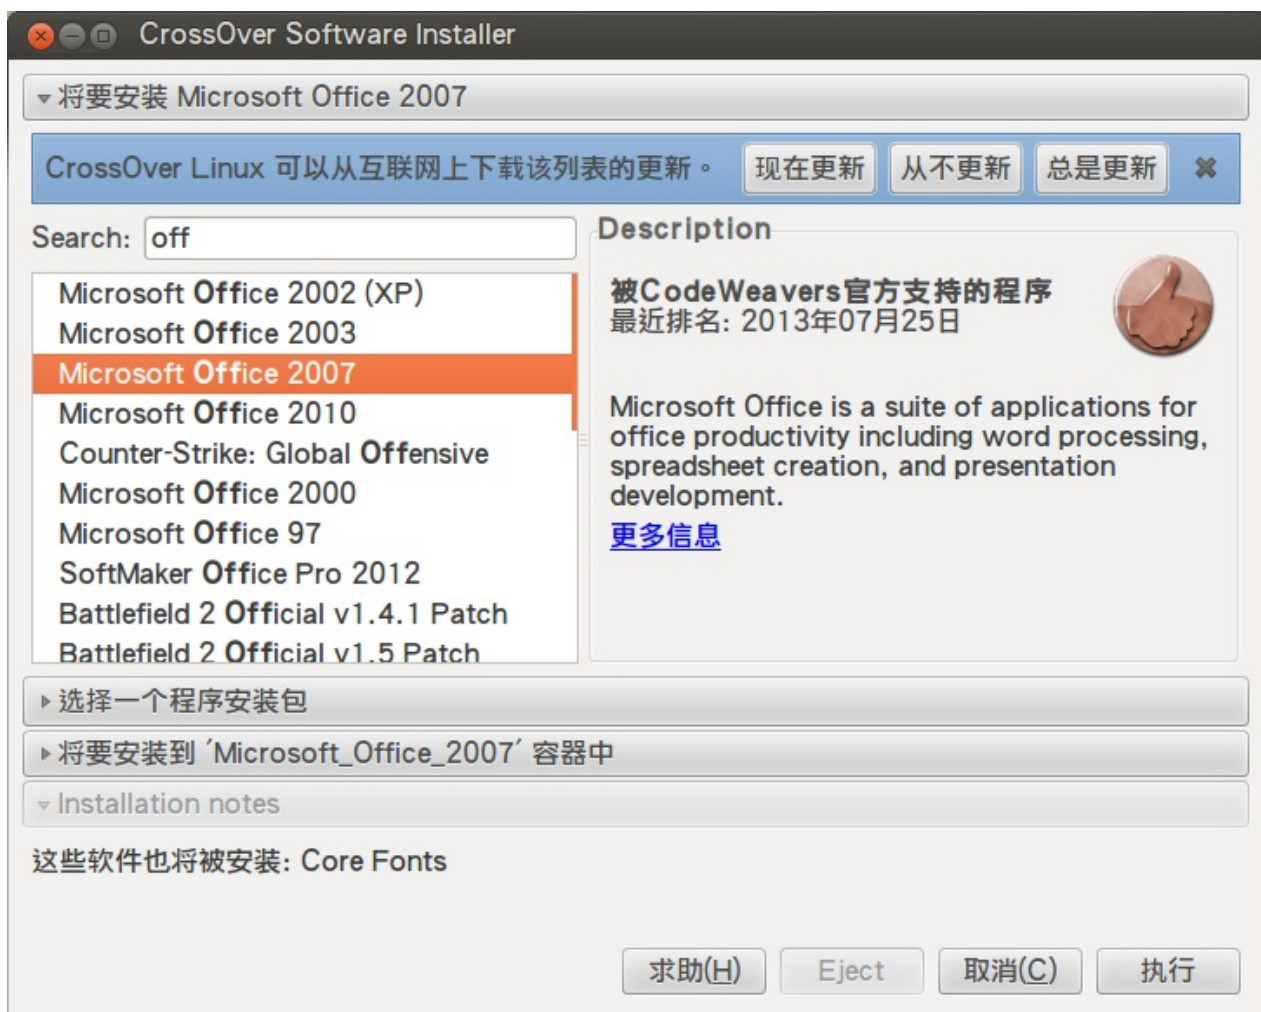 CrossOver Software Installer
将要安装 Microsoft Office 2007
CrossOver Linux 可以从互联网上下载该列表的更新。 现在更新 从不更新 总是更新
Search: off
Microsoft Office 2002 (XP)
Microsoft Office 2003
Microsoft Office 2007
Microsoft Office 2010
Counter-Strike: Global Offensive
Microsoft Office 2000
Microsoft Office 97
SoftMaker Office Pro 2012
Battlefield 2 Official v1.4.1 Patch
Battlefield 2 Official v1.5 Patch
Description
被CodeWeavers官方支持的程序
最近排名: 2013年07月25日
Microsoft Office is a suite of applications for
office productivity including word processing,
spreadsheet creation, and presentation
development.
更多信息
选择一个程序安装包
将要安装到 'Microsoft_Office_2007' 容器中
Installation notes
这些软件也将被安装: Core Fonts
求助(H) Eject 取消(C) 执行